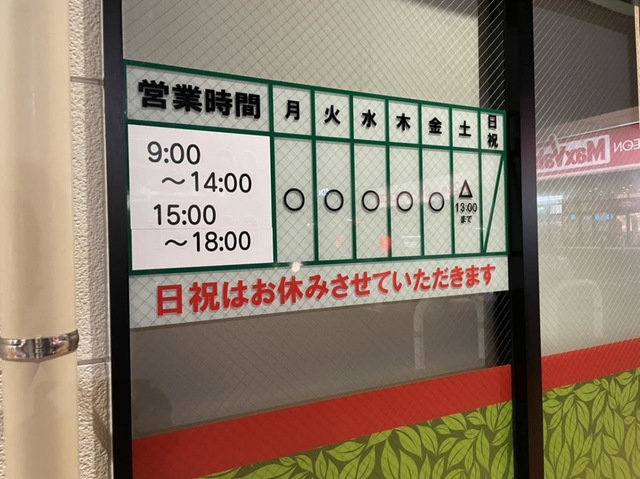 営業時間 月 火 水 木 金 土 日祝
9:00
～14:00
15:00
～18:00
○ ○ ○ ○ ○ △
13:00
まで
日祝はお休みさせていただきます